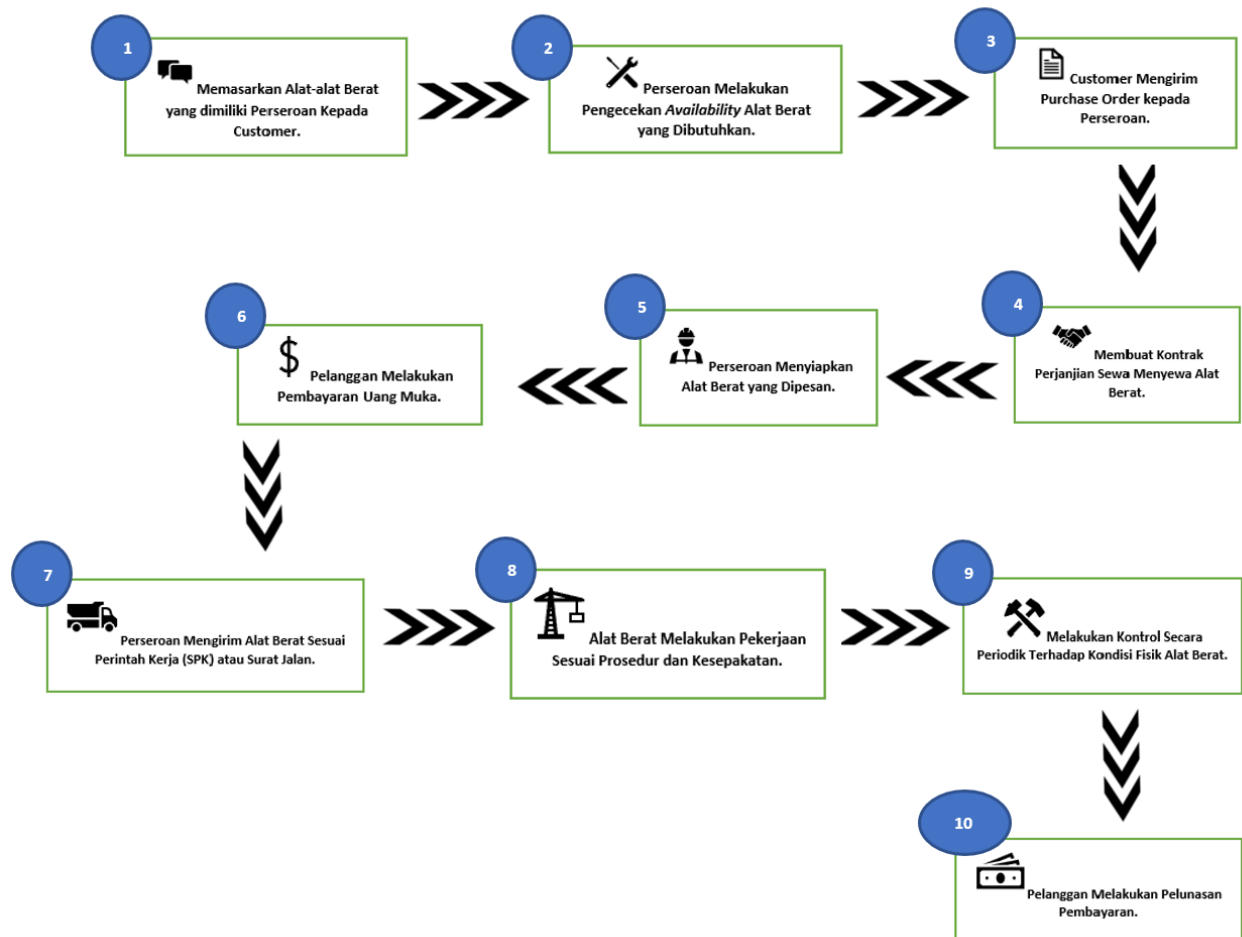 1
Memasarkan Alat-alat Berat
yang dimiliki Perseroan Kepada
Customer.
2
Perseroan Melakukan
Pengecekan Availability Alat Berat
yang Dibutuhkan.
3
Customer Mengirim
Purchase Order kepada
Perseroan.
4
Membuat Kontrak
Perjanjian Sewa Menyewa Alat
Berat.
5
Perseroan Menyiapkan
Alat Berat yang Dipesan.
6
$
Pelanggan Melakukan
Pembayaran Uang Muka.
7
Perseroan Mengirim Alat Berat Sesuai
Perintah Kerja (SPK) atau Surat Jalan.
8
Alat Berat Melakukan Pekerjaan
Sesuai Prosedur dan Kesepakatan.
9
Melakukan Kontrol Secara
Periodik Terhadap Kondisi Fisik Alat Berat.
10
Pelanggan Melakukan Pelunasan
Pembayaran.